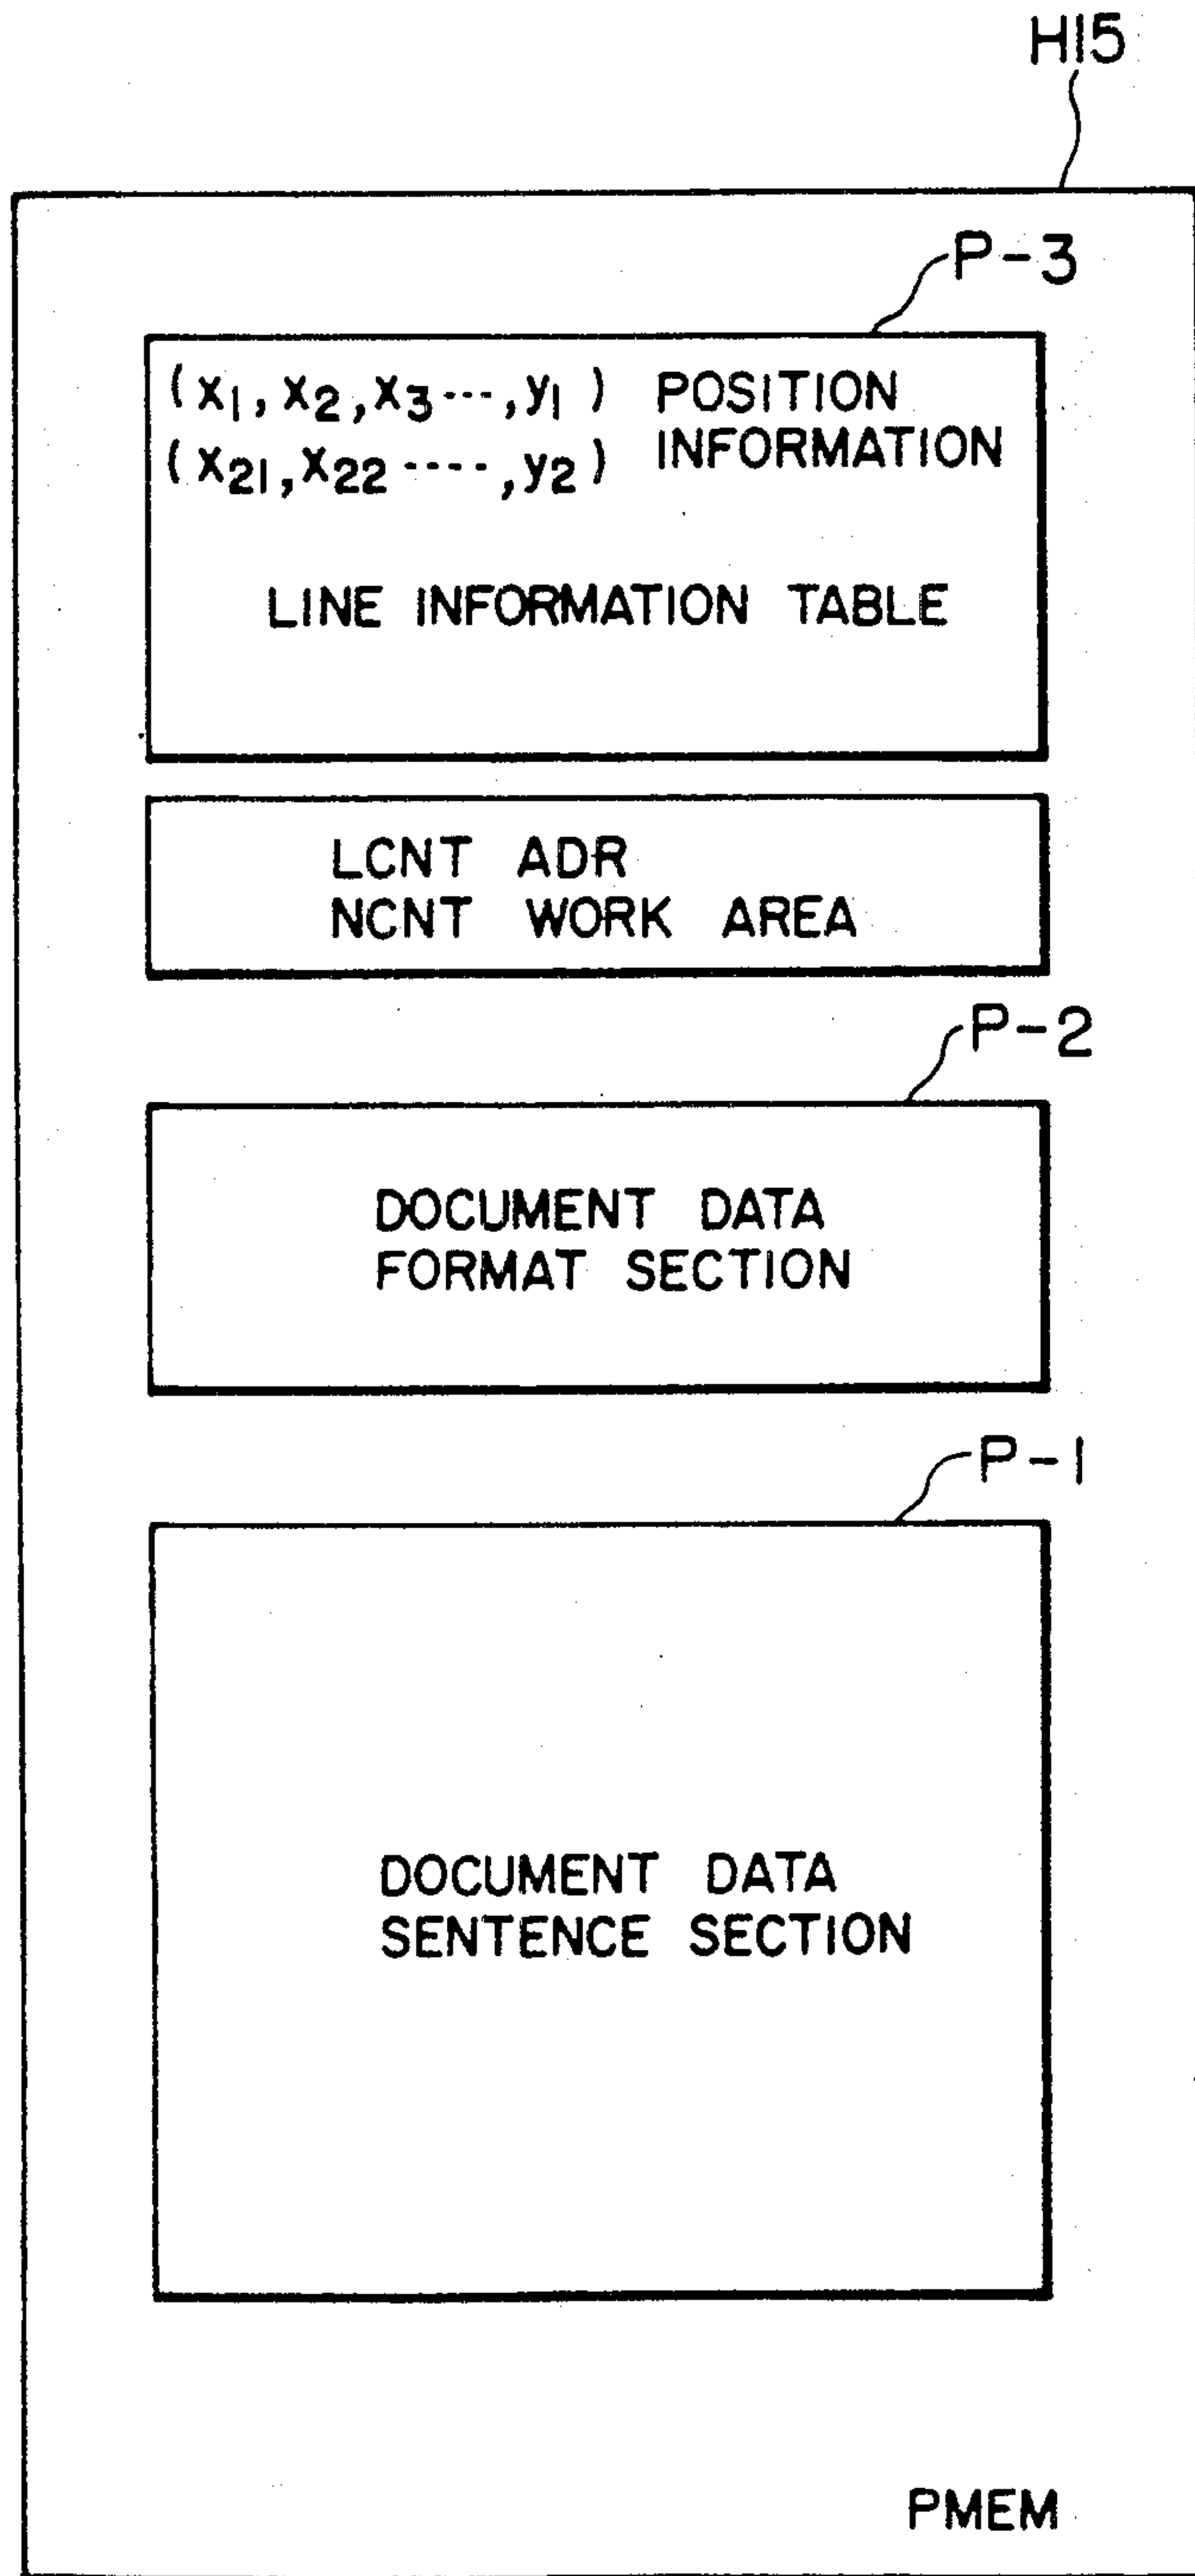 H15
P-3
(x₁, x₂, x₃---, y₁) POSITION
(x₂₁, x₂₂ ----, y₂) INFORMATION
LINE INFORMATION TABLE
LCNT ADR
NCNT WORK AREA
P-2
DOCUMENT DATA
FORMAT SECTION
P-1
DOCUMENT DATA
SENTENCE SECTION
PMEM